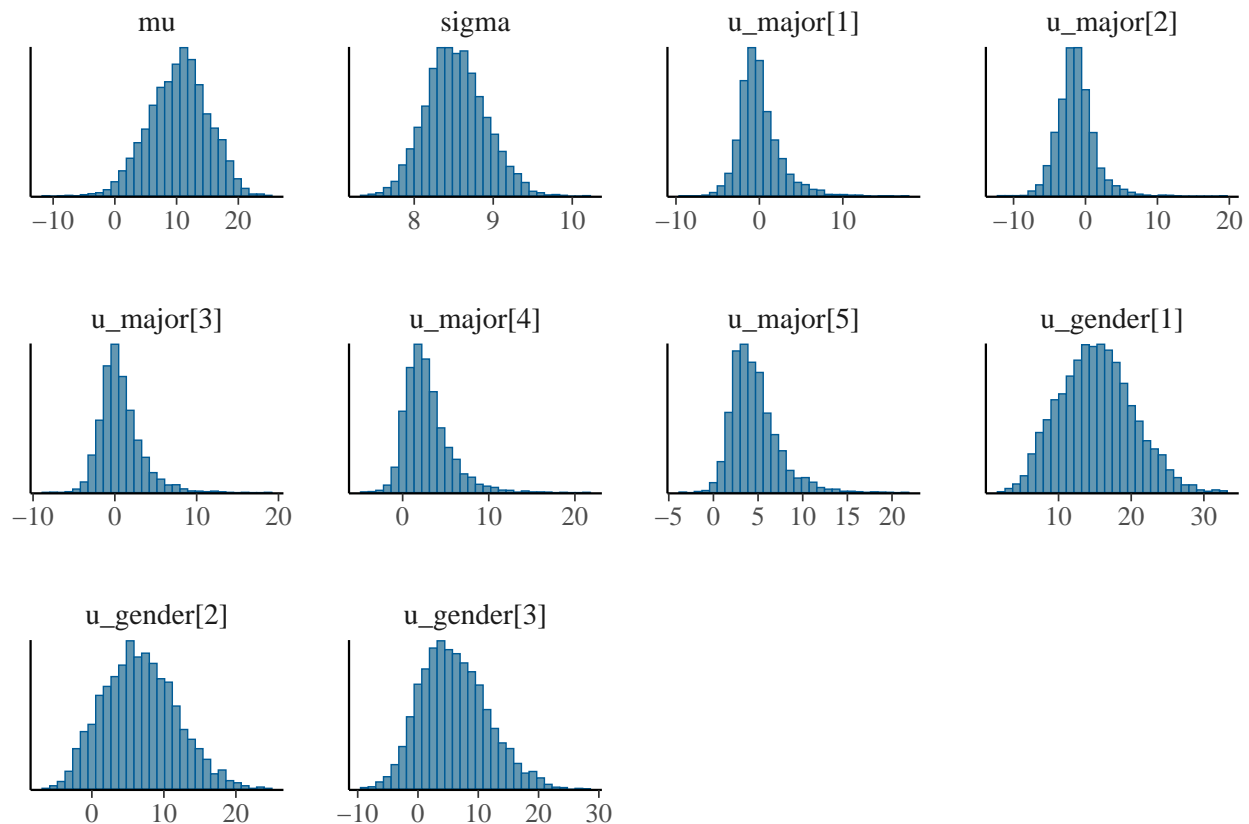 mu sigma u_major[1] u_major[2]
−10 0 10 20 8 9 10 −10 0 10 −10 0 10 20
u_major[3] u_major[4] u_major[5] u_gender[1]
−10 0 10 20 0 10 20 −5 0 5 10 15 20 10 20 30
u_gender[2] u_gender[3]
0 10 20 −10 0 10 20 30